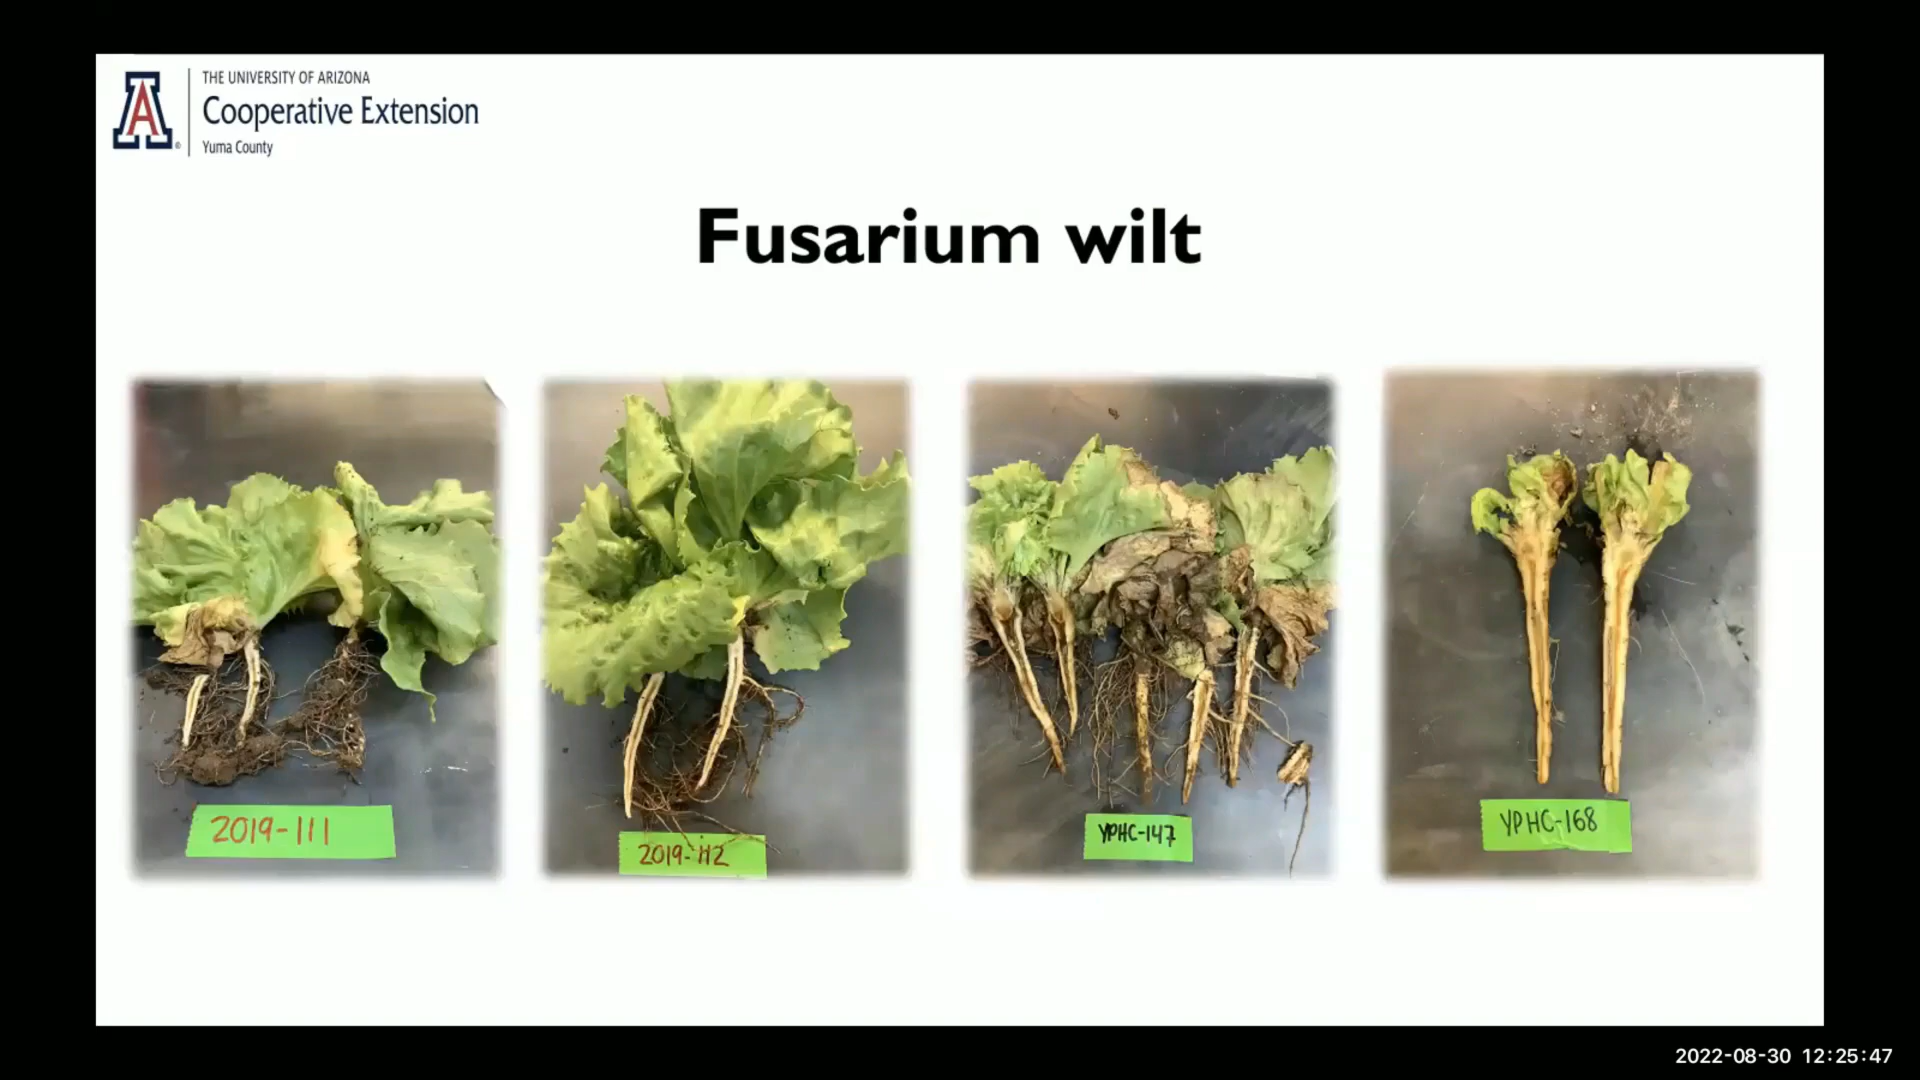 THE UNIVERSITY OF ARIZONA
Cooperative Extension
Yuma County
Fusarium wilt
2019-111
2019-112
YPHC-147
YPHC-168
2022-08-30 12:25:47